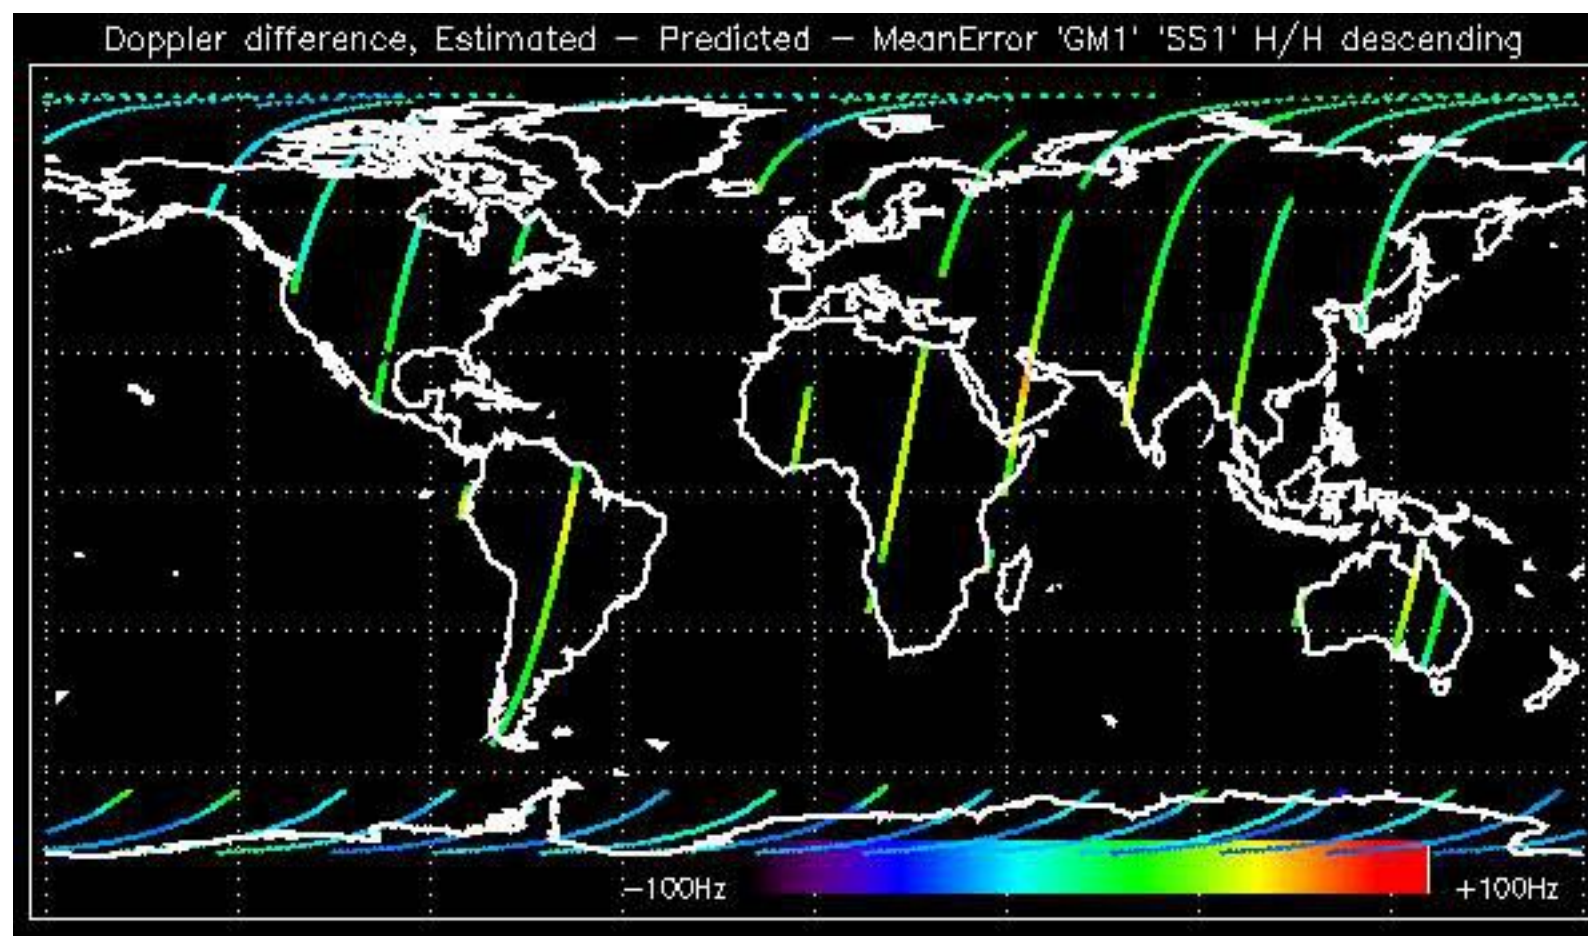 Doppler difference, Estimated – Predicted – MeanError 'GM1' 'SS1' H/H descending
–100Hz
+100Hz